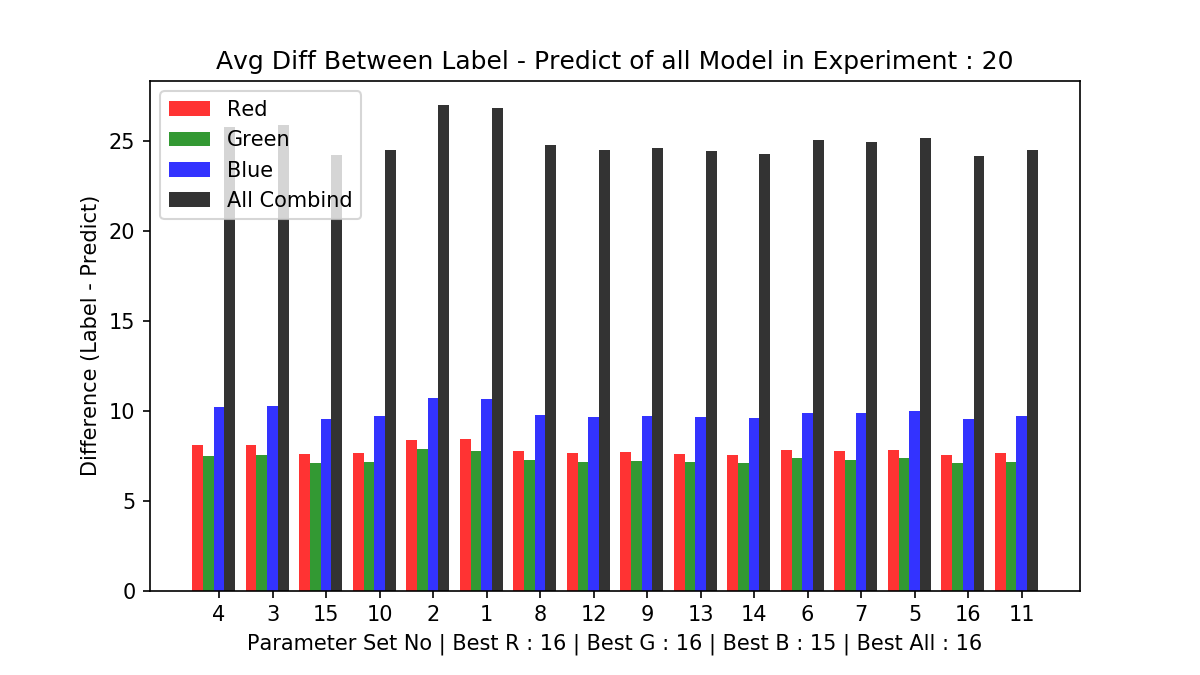 Avg Diff Between Label - Predict of all Model in Experiment : 20
Red
Green
Blue
All Combind
Difference (Label - Predict)
25
20
15
10
5
0
4 3 15 10 2 1 8 12 9 13 14 6 7 5 16 11
Parameter Set No | Best R : 16 | Best G : 16 | Best B : 15 | Best All : 16